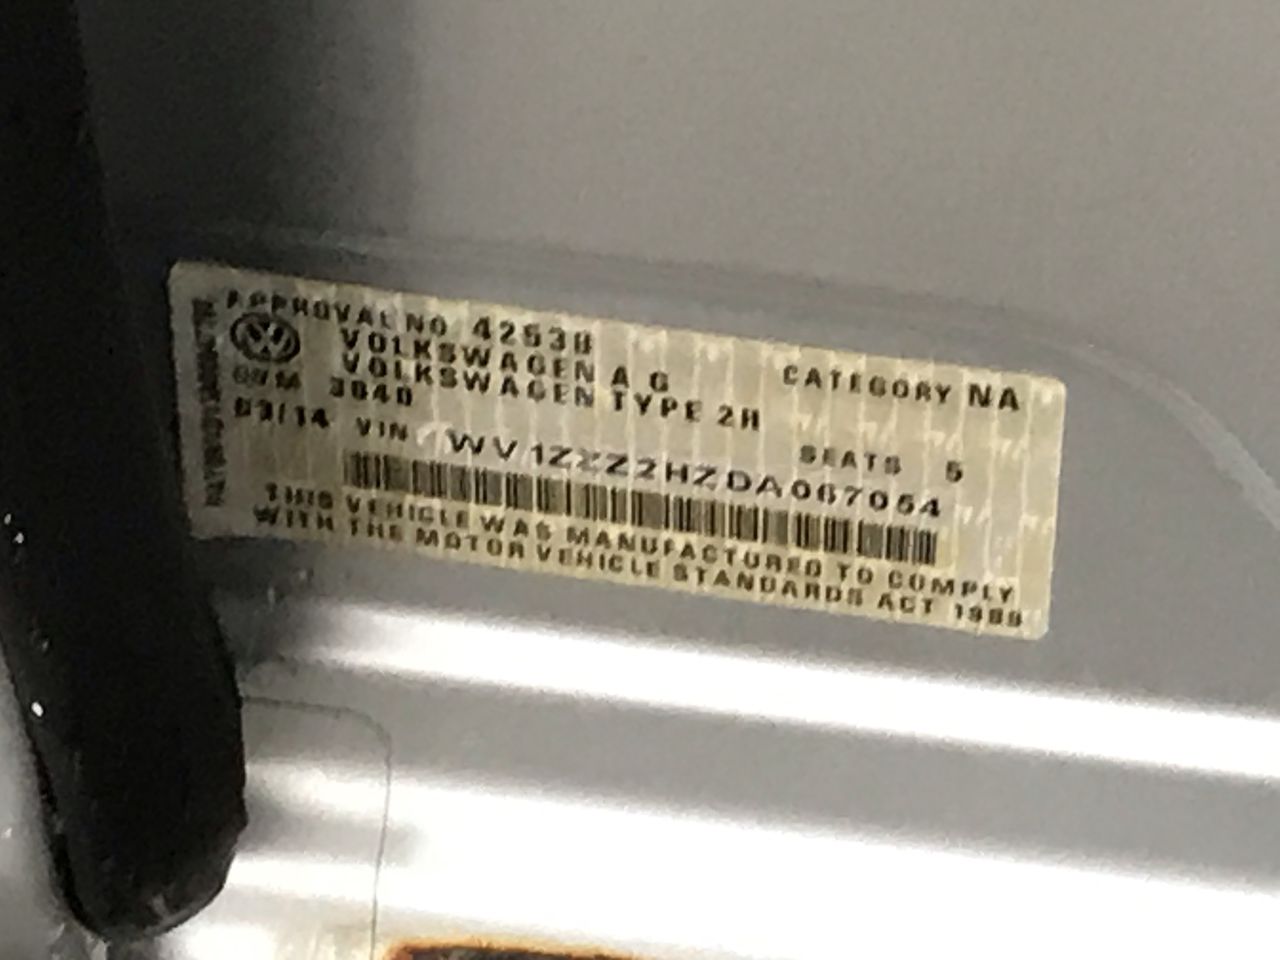 APPROVAL NO 42538
CATEGORY NA
VOLKSWAGEN A G
VOLKSWAGEN TYPE 2H
GVM 3040
SEATS 5
03/14 VIN WV1ZZZ2HZDA067054
THIS VEHICLE WAS MANUFACTURED TO COMPLY
WITH THE MOTOR VEHICLE STANDARDS ACT 1989